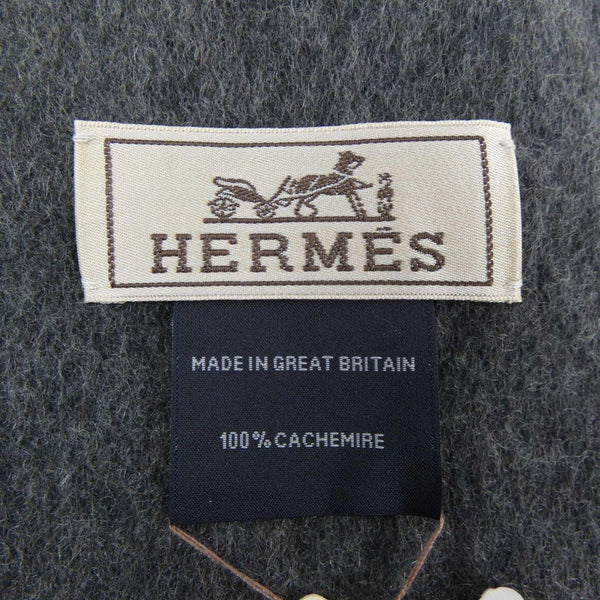 HERMÈS
MADE IN GREAT BRITAIN
100% CACHEMIRE